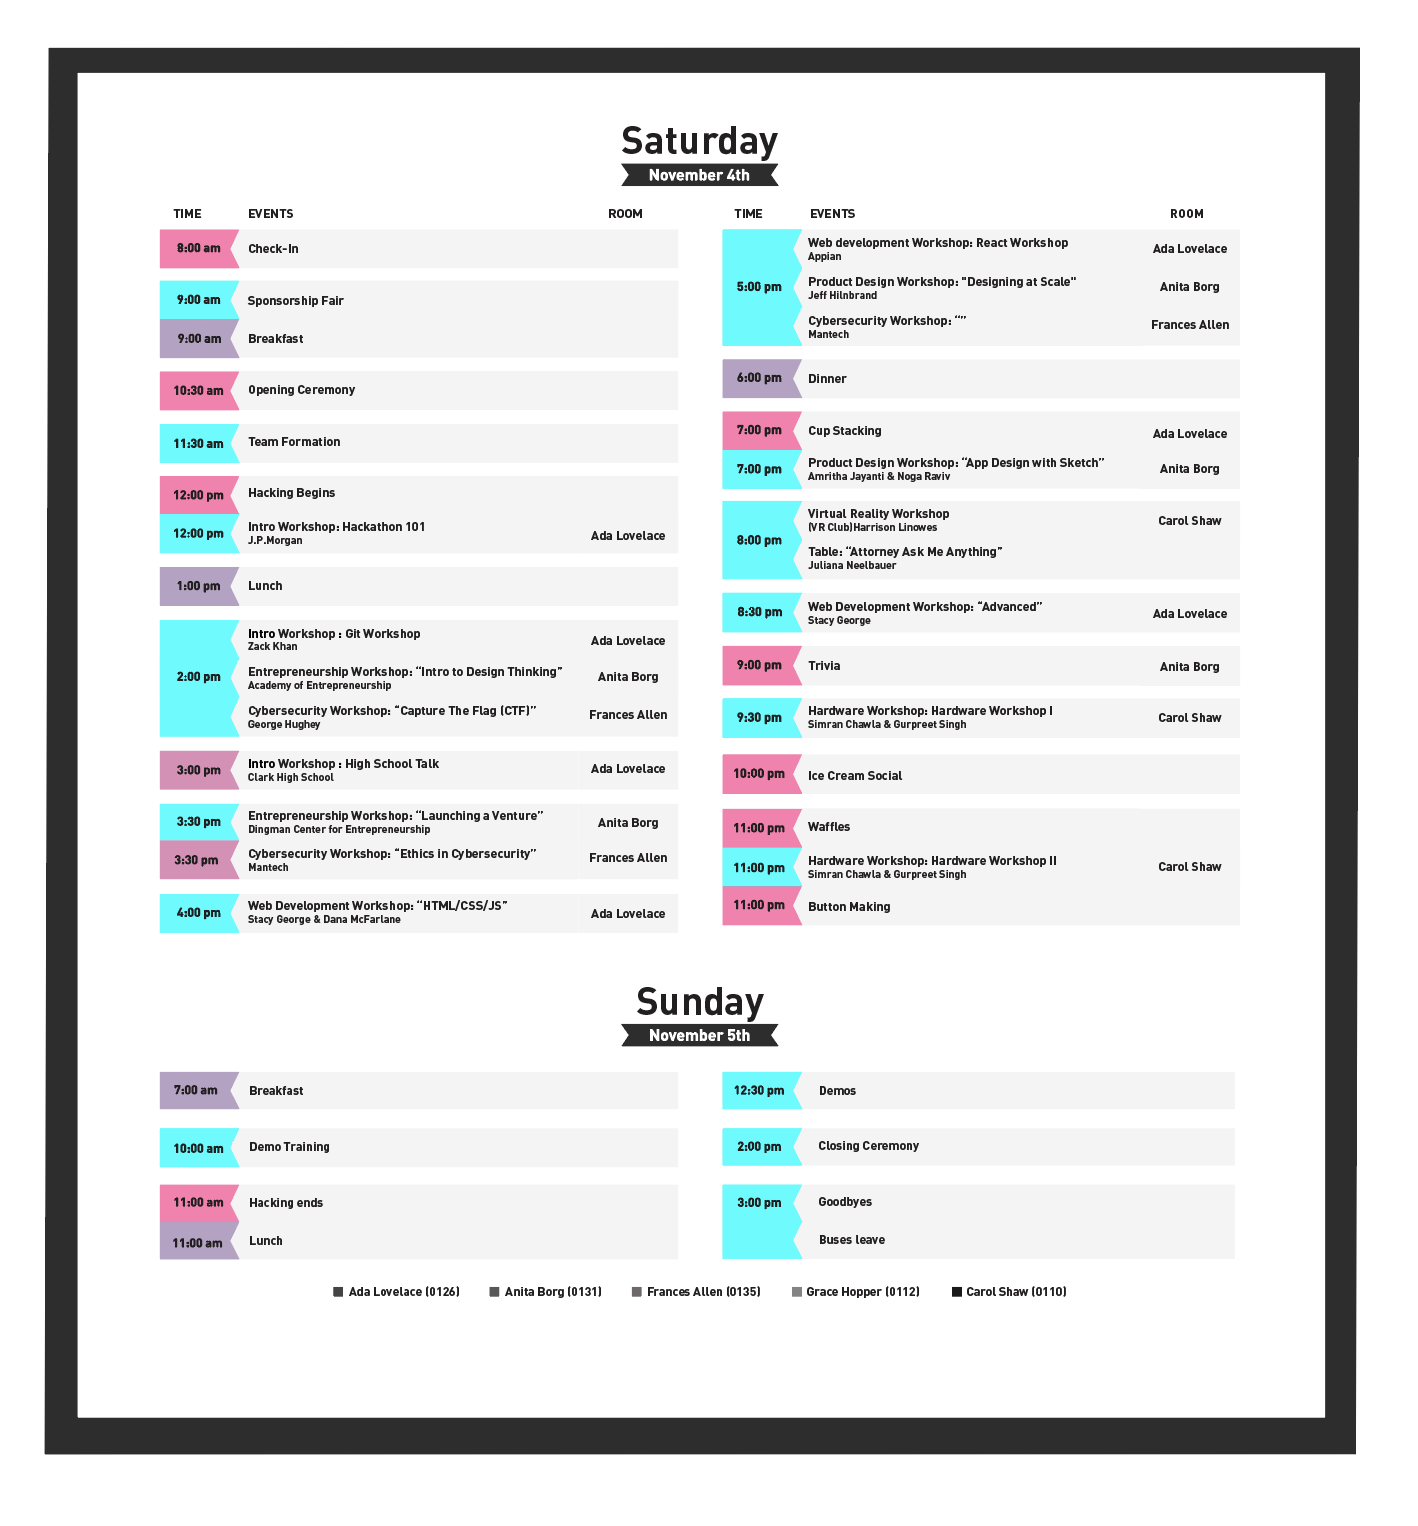 Saturday
November 4th
TIME EVENTS ROOM
8:00 am Check-In
9:00 am Sponsorship Fair
9:00 am Breakfast
10:30 am Opening Ceremony
11:30 am Team Formation
12:00 pm Hacking Begins
12:00 pm Intro Workshop: Hackathon 101 Ada Lovelace
J.P.Morgan
1:00 pm Lunch
2:00 pm
Intro Workshop : Git Workshop Ada Lovelace
Zack Khan
Entrepreneurship Workshop: “Intro to Design Thinking” Anita Borg
Academy of Entrepreneurship
Cybersecurity Workshop: “Capture The Flag (CTF)” Frances Allen
George Hughey
3:00 pm Intro Workshop : High School Talk Ada Lovelace
Clark High School
3:30 pm Entrepreneurship Workshop: “Launching a Venture” Anita Borg
Dingman Center for Entrepreneurship
3:30 pm Cybersecurity Workshop: “Ethics in Cybersecurity” Frances Allen
Mantech
4:00 pm Web Development Workshop: “HTML/CSS/JS” Ada Lovelace
Stacy George & Dana McFarlane
TIME EVENTS ROOM
5:00 pm
Web development Workshop: React Workshop Ada Lovelace
Appian
Product Design Workshop: "Designing at Scale" Anita Borg
Jeff Hilnbrand
Cybersecurity Workshop: “” Frances Allen
Mantech
6:00 pm Dinner
7:00 pm Cup Stacking Ada Lovelace
7:00 pm Product Design Workshop: “App Design with Sketch” Anita Borg
Amritha Jayanti & Noga Raviv
8:00 pm
Virtual Reality Workshop Carol Shaw
(VR Club)Harrison Linowes
Table: “Attorney Ask Me Anything”
Juliana Neelbauer
8:30 pm Web Development Workshop: “Advanced” Ada Lovelace
Stacy George
9:00 pm Trivia Anita Borg
9:30 pm Hardware Workshop: Hardware Workshop I Carol Shaw
Simran Chawla & Gurpreet Singh
10:00 pm Ice Cream Social
11:00 pm Waffles
11:00 pm Hardware Workshop: Hardware Workshop II Carol Shaw
Simran Chawla & Gurpreet Singh
11:00 pm Button Making
Sunday
November 5th
7:00 am Breakfast
10:00 am Demo Training
11:00 am Hacking ends
11:00 am Lunch
12:30 pm Demos
2:00 pm Closing Ceremony
3:00 pm Goodbyes
Buses leave
Ada Lovelace (0126) Anita Borg (0131) Frances Allen (0135) Grace Hopper (0112) Carol Shaw (0110)